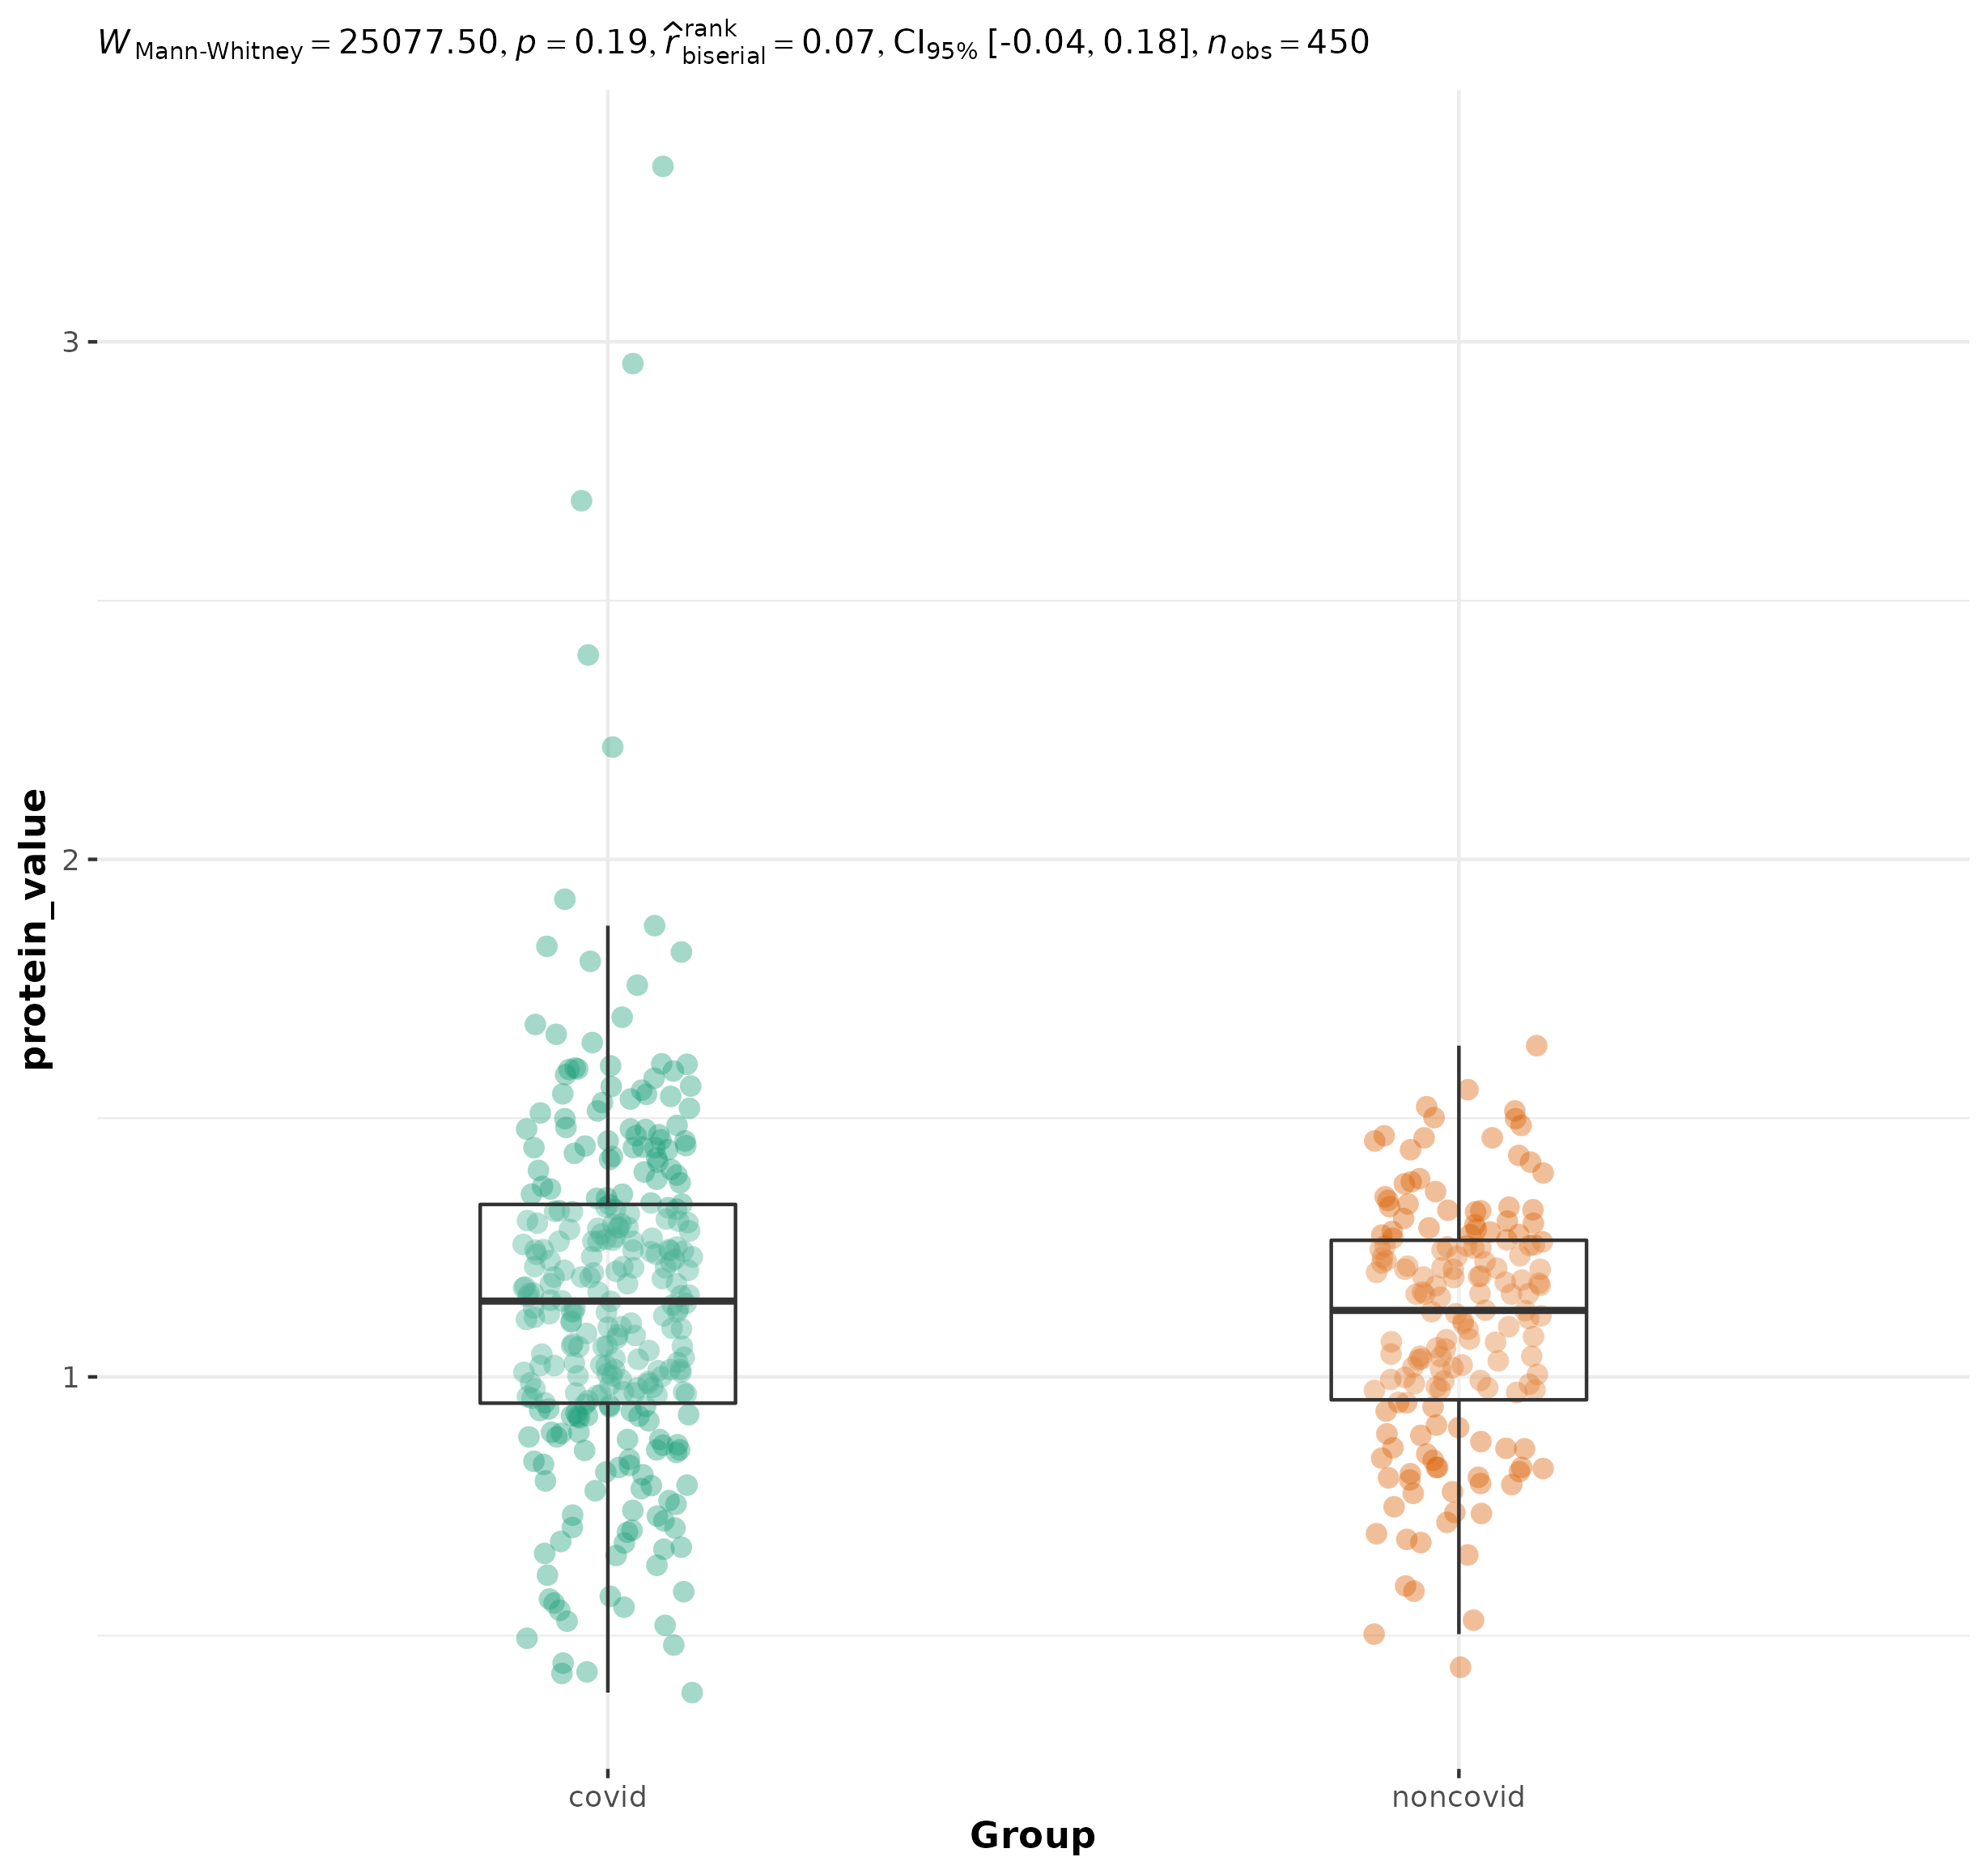 W Mann-Whitney = 25077.50, p = 0.19, r̂ rank biserial = 0.07, CI95% [-0.04, 0.18], n obs = 450
protein_value
3
2
1
covid noncovid
Group